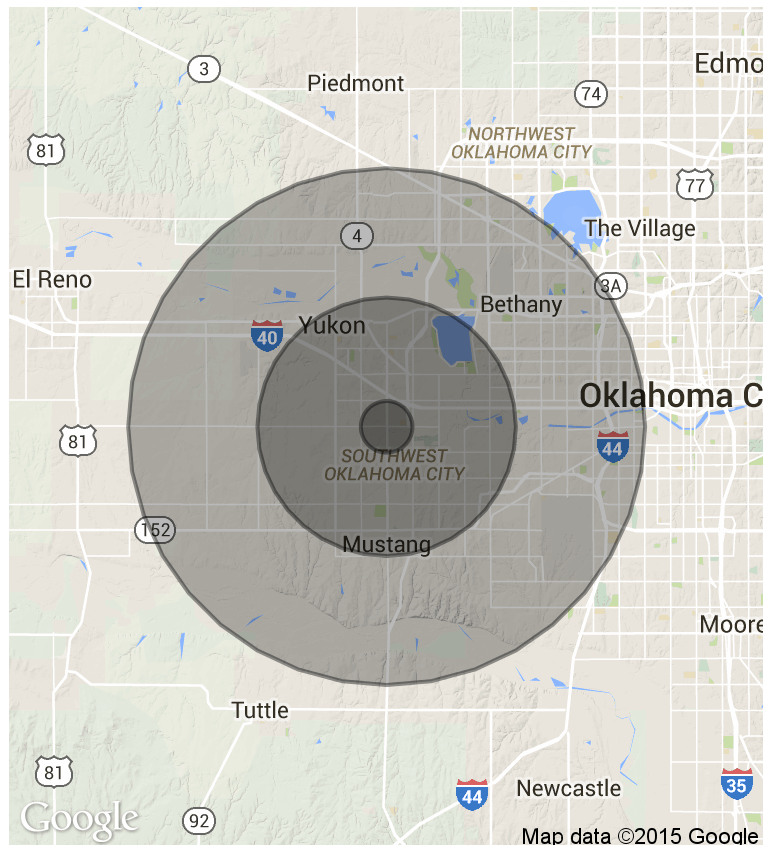 3
Piedmont
Edmo
74
NORTHWEST
OKLAHOMA CITY
81
77
4
The Village
El Reno
3A
Bethany
Yukon
40
Oklahoma C
81
44
SOUTHWEST
OKLAHOMA CITY
152
Mustang
Moore
Tuttle
81
44
Newcastle
35
Google
92
Map data ©2015 Google